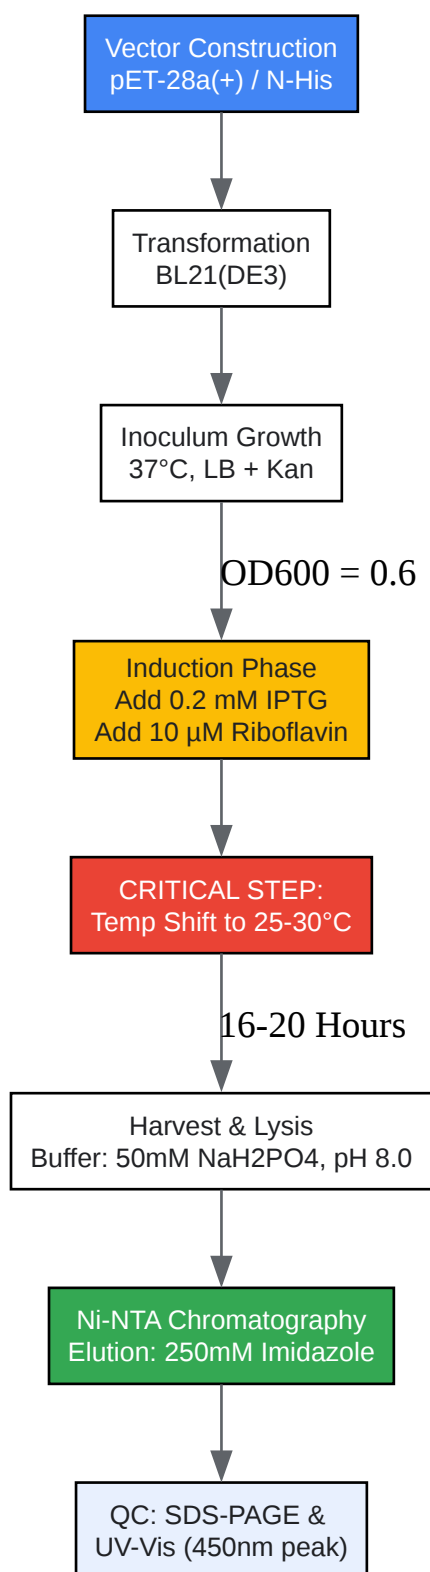 Vector Construction
pET-28a(+) / N-His
Transformation
BL21(DE3)
Inoculum Growth
37°C, LB + Kan
OD600 = 0.6
Induction Phase
Add 0.2 mM IPTG
Add 10 µM Riboflavin
CRITICAL STEP:
Temp Shift to 25-30°C
16-20 Hours
Harvest & Lysis
Buffer: 50mM NaH2PO4, pH 8.0
Ni-NTA Chromatography
Elution: 250mM Imidazole
QC: SDS-PAGE &
UV-Vis (450nm peak)